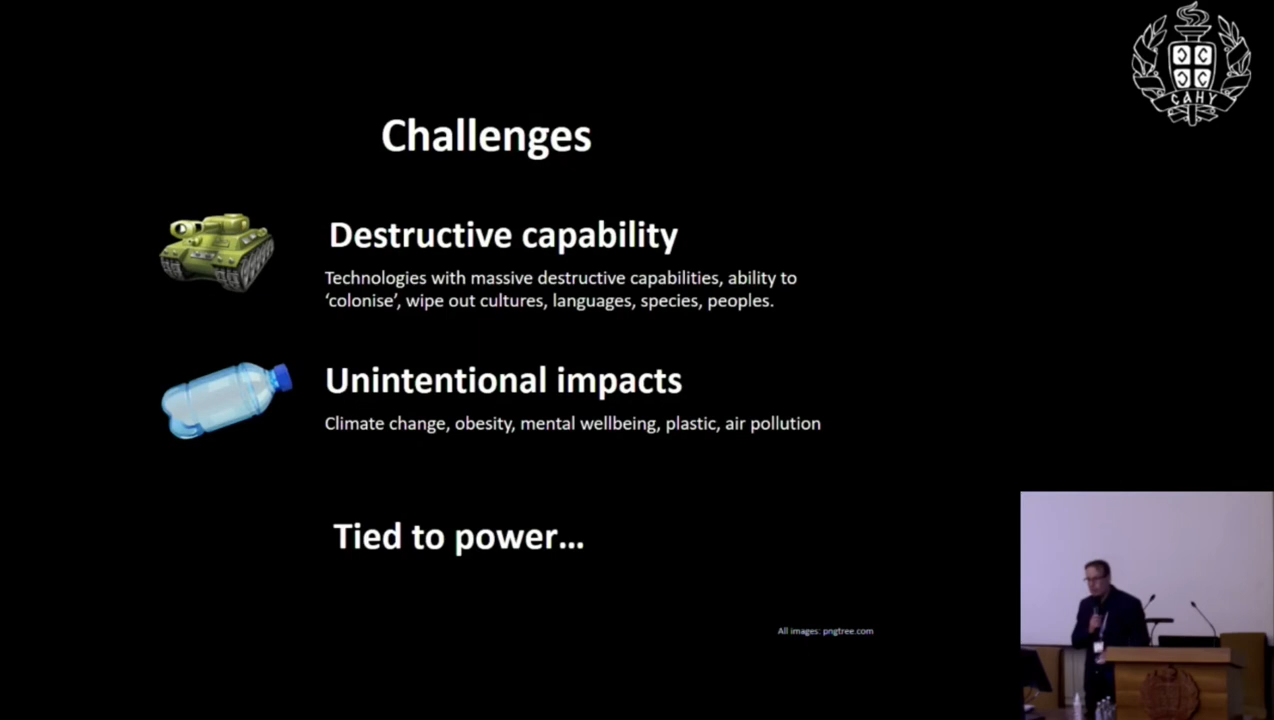 САНУ
Challenges
Destructive capability
Technologies with massive destructive capabilities, ability to
‘colonise’, wipe out cultures, languages, species, peoples.
Unintentional impacts
Climate change, obesity, mental wellbeing, plastic, air pollution
Tied to power…
All images: pngtree.com